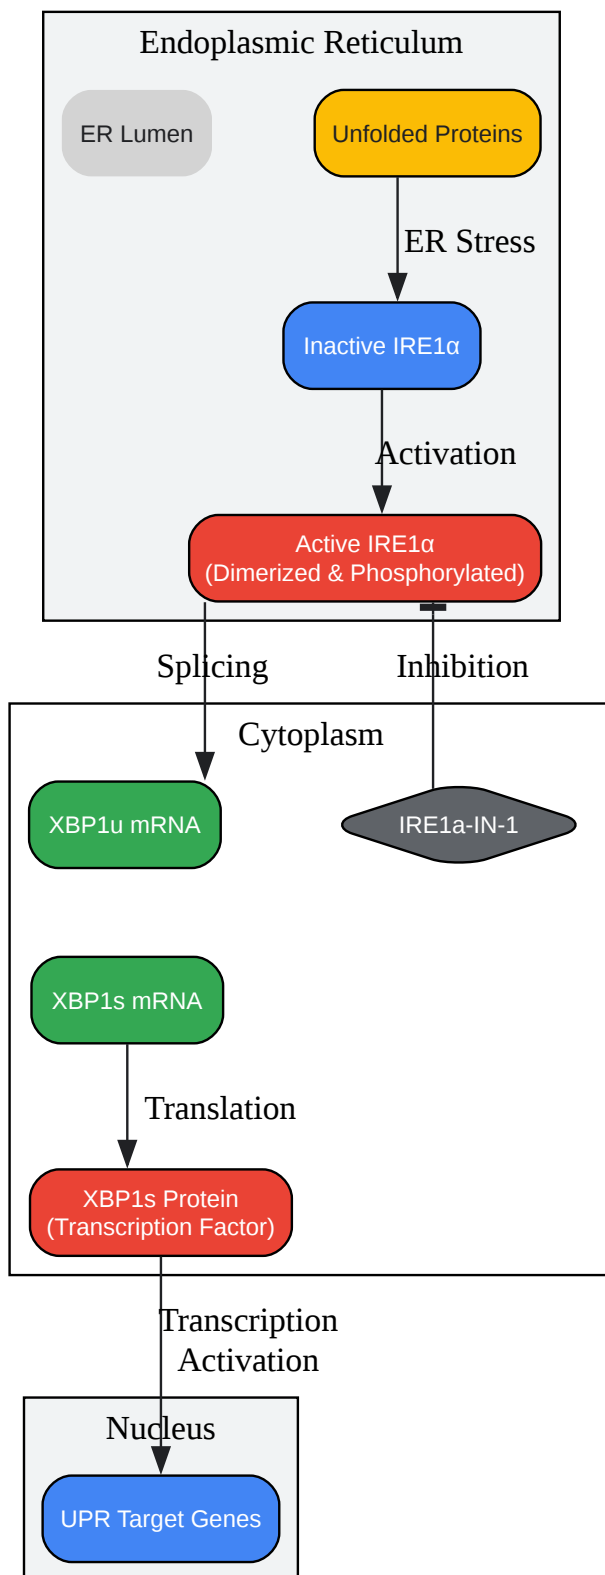 Endoplasmic Reticulum
ER Lumen
Unfolded Proteins
ER Stress
Inactive IRE1α
Activation
Active IRE1α
(Dimerized & Phosphorylated)
Splicing
Inhibition
Cytoplasm
XBP1u mRNA
IRE1a-IN-1
XBP1s mRNA
Translation
XBP1s Protein
(Transcription Factor)
Transcription
Activation
Nucleus
UPR Target Genes